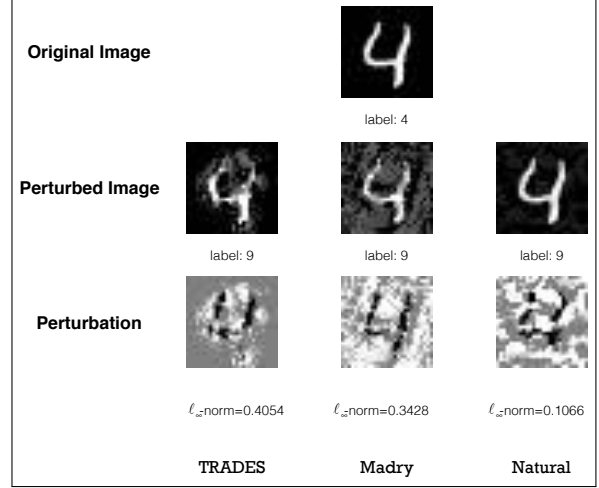 Original Image
label: 4
Perturbed Image
label: 9 label: 9 label: 9
Perturbation
ℓ∞-norm=0.4054 ℓ∞-norm=0.3428 ℓ∞-norm=0.1066
TRADES Madry Natural